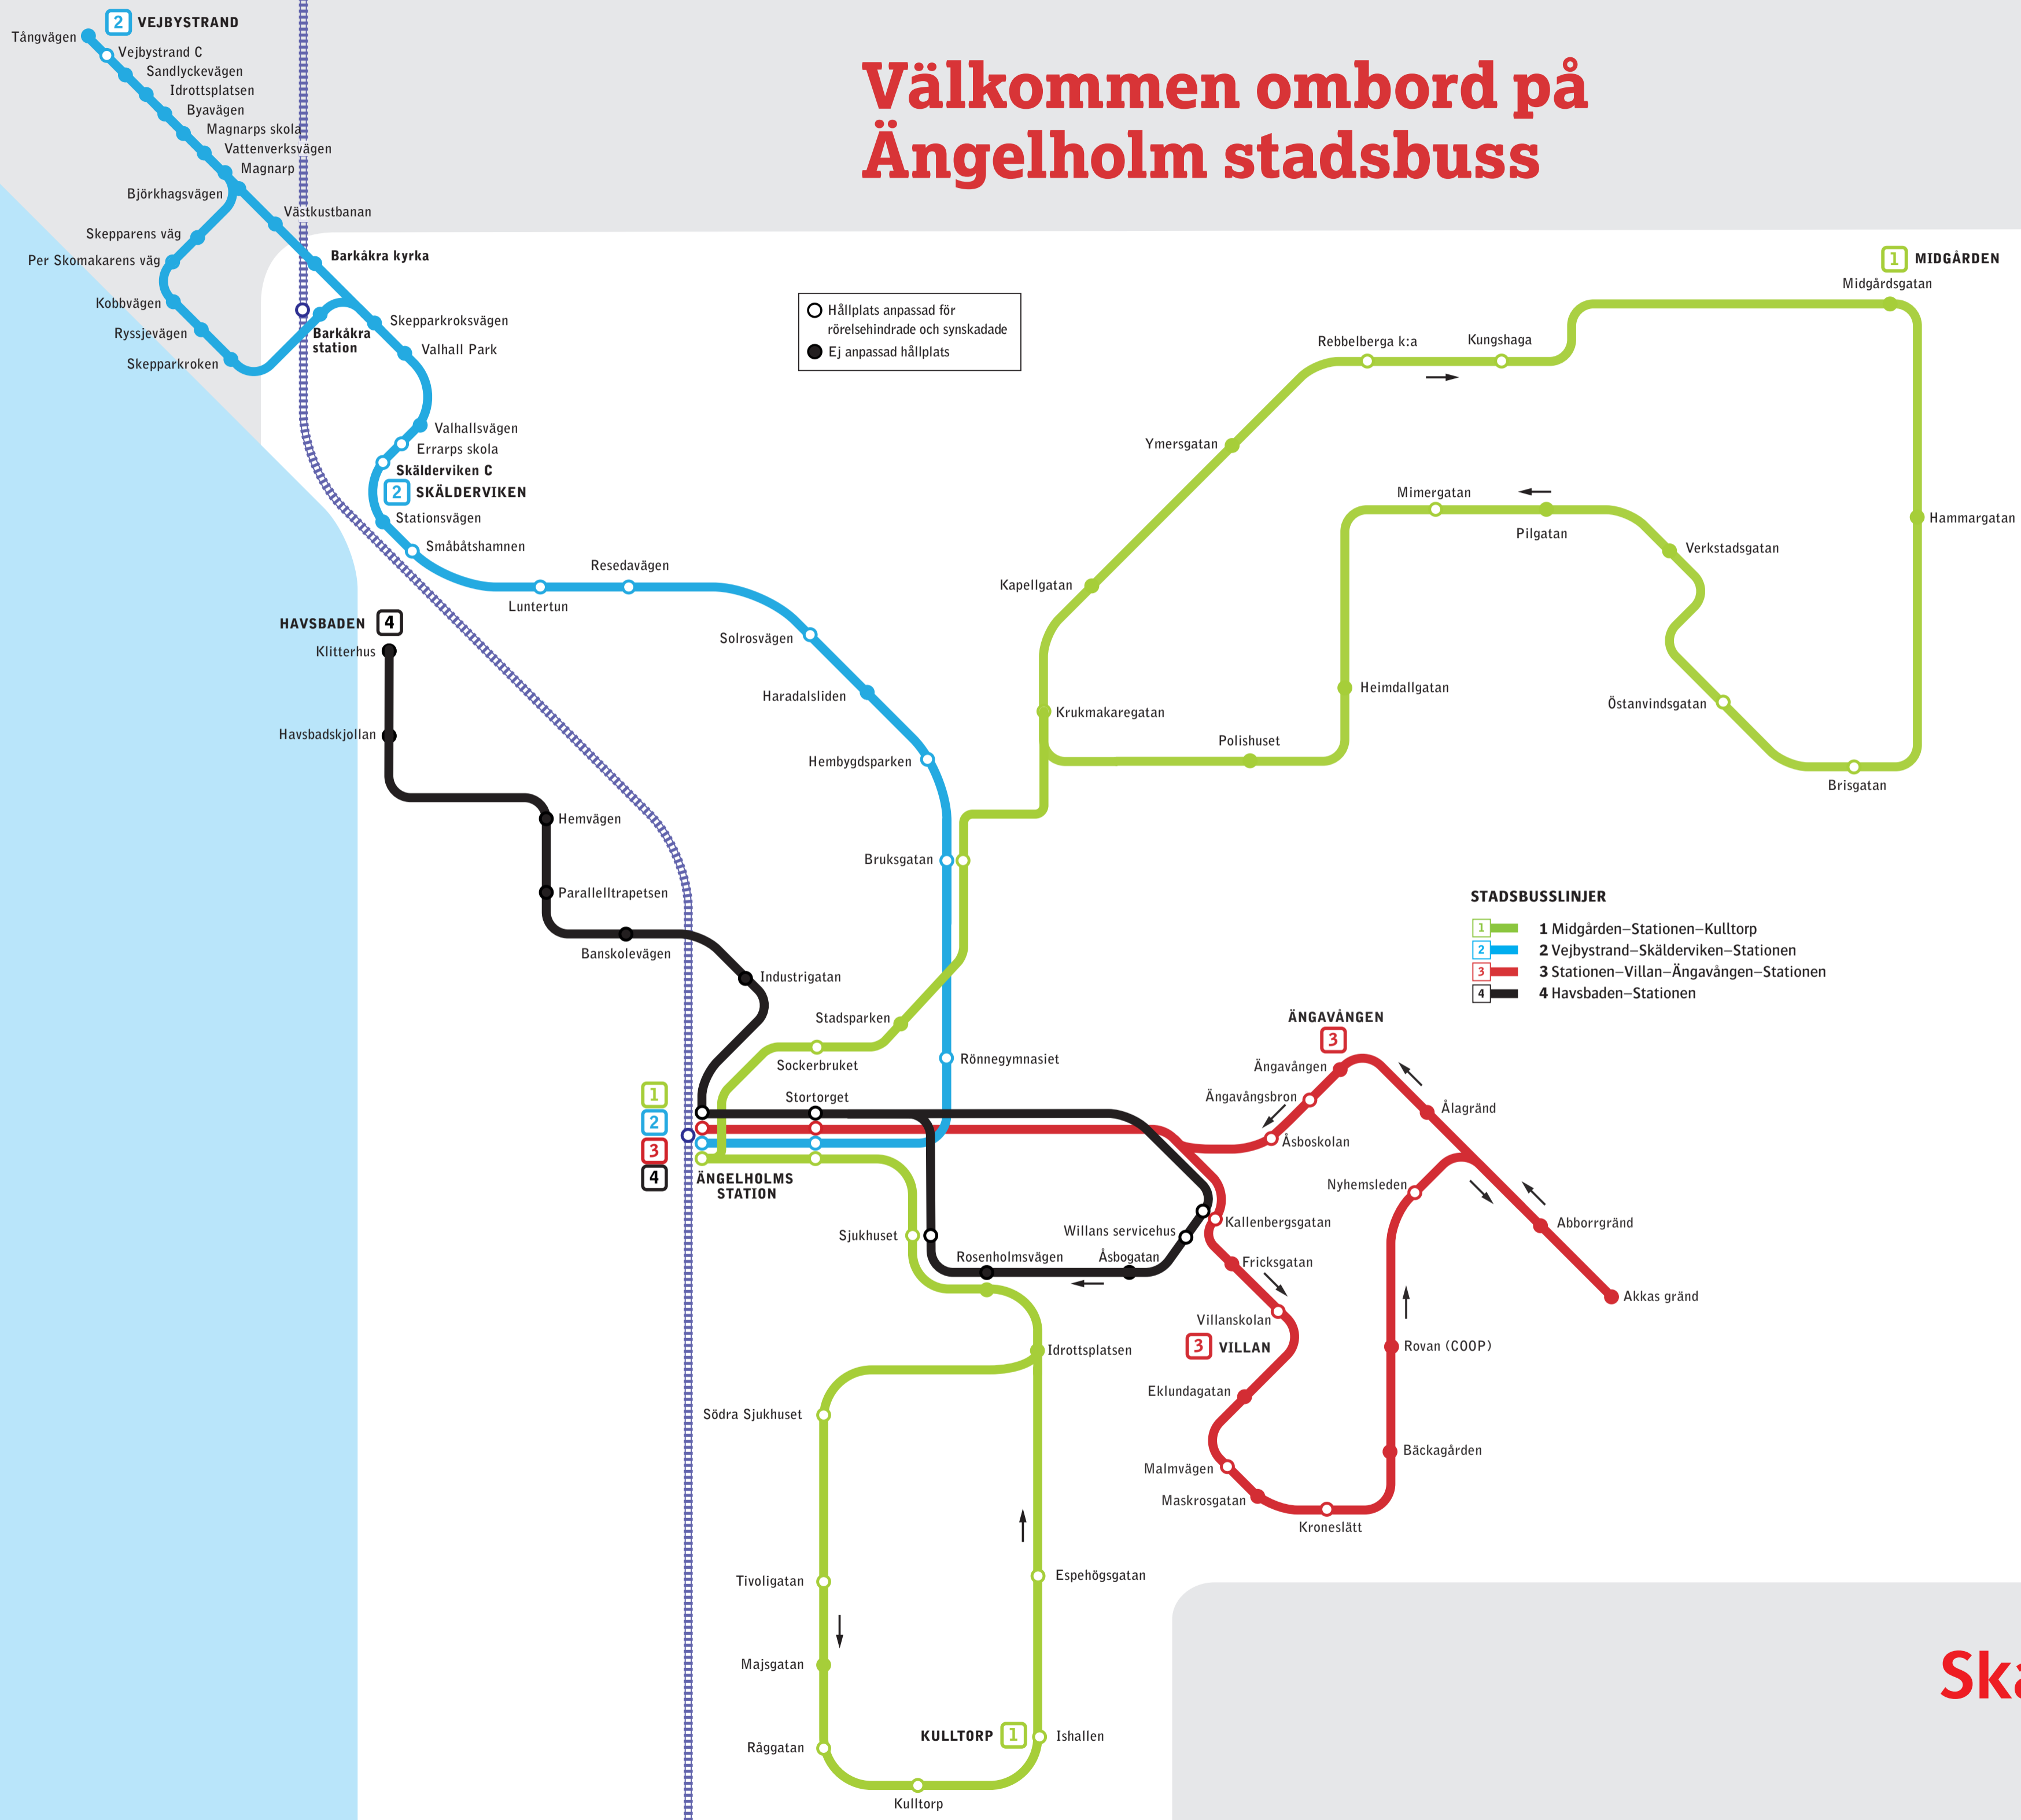 2 VEJBYSTRAND
Tångvägen
Vejbystrand C
Sandlyckevägen
Idrottsplatsen
Byavägen
Magnarps skola
Vattenverksvägen
Magnarp
Björkhagsvägen
Västkustbanan
Skepparens väg
Barkåkra kyrka
Per Skomakarens väg
Kobbvägen
Ryssjevägen
Barkåkra
station
Skepparkroken
Skepparkroksvägen
Valhall Park
Valhallsvägen
Errarps skola
Skälderviken C
2 SKÄLDERVIKEN
Stationsvägen
Småbåtshamnen
Luntertun
Resedavägen
Solrosvägen
Haradalsliden
Hembygdsparken
Bruksgatan
Rönnegymnasiet
Välkommen ombord på
Ängelholm stadsbuss
Hållplats anpassad för
rörelsehindrade och synskadade
Ej anpassad hållplats
1 MIDGÅRDEN
Midgårdsgatan
Rebbelberga k:a
Kungshaga
Ymersgatan
Mimergatan
Pilgatan
Hammargatan
Verkstadsgatan
Kapellgatan
Heimdallgatan
Östanvindsgatan
Krukmakaregatan
Polishuset
Brisgatan
HAVSBADEN 4
Klitterhus
Havsbadskjollan
Hemvägen
Parallelltrapetsen
Banskolevägen
Industrigatan
Stadsparken
Sockerbruket
Stortorget
1
2
3
4
ÄNGELHOLMS
STATION
STADSBUSSLINJER
1 1 Midgården–Stationen–Kulltorp
2 2 Vejbystrand–Skälderviken–Stationen
3 3 Stationen–Villan–Ängavången–Stationen
4 4 Havsbaden–Stationen
ÄNGAVÅNGEN
3
Ängavången
Ängavångsbron
Åsboskolan
Ålagränd
Nyhemsleden
Abborrgränd
Akkas gränd
Kallenbergsgatan
Willans servicehus
Sjukhuset
Rosenholmsvägen
Åsbogatan
Fricksgatan
Villanskolan
3 VILLAN
Rovan (COOP)
Eklundagatan
Bäckagården
Malmvägen
Maskrosgatan
Kroneslätt
Idrottsplatsen
Södra Sjukhuset
Tivoligatan
Espehögsgatan
Majsgatan
Råggatan
KULLTORP 1
Ishallen
Kulltorp
Ska